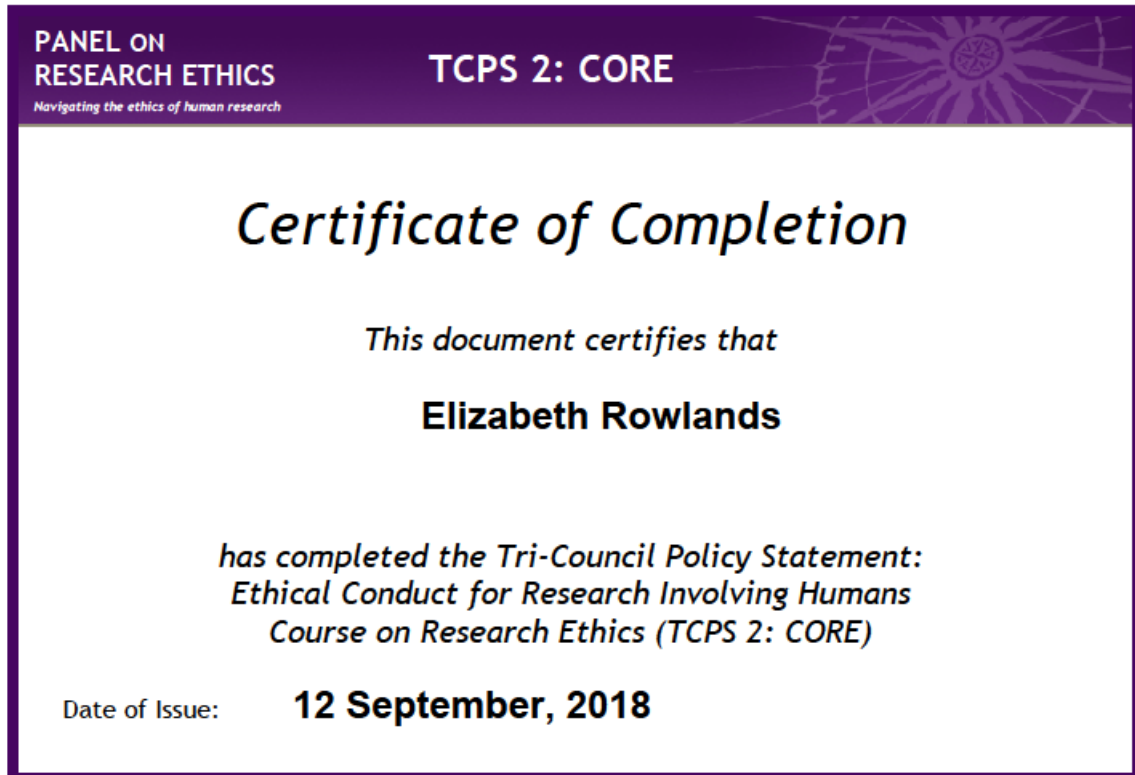 PANEL ON
RESEARCH ETHICS
Navigating the ethics of human research
TCPS 2: CORE
Certificate of Completion
This document certifies that
Elizabeth Rowlands
has completed the Tri-Council Policy Statement:
Ethical Conduct for Research Involving Humans
Course on Research Ethics (TCPS 2: CORE)
Date of Issue: 12 September, 2018